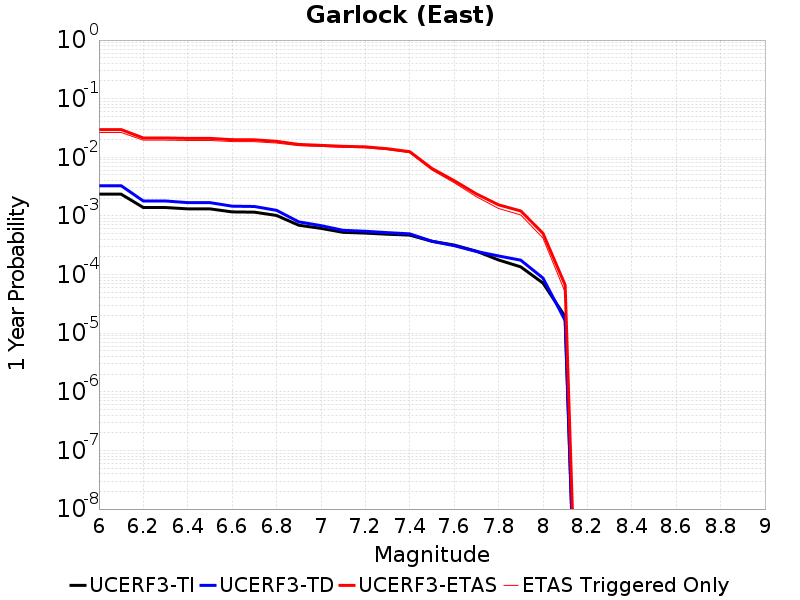 Garlock (East)
1 Year Probability
10^0
10^-1
10^-2
10^-3
10^-4
10^-5
10^-6
10^-7
10^-8
6 6.2 6.4 6.6 6.8 7 7.2 7.4 7.6 7.8 8 8.2 8.4 8.6 8.8 9
Magnitude
UCERF3-TI UCERF3-TD UCERF3-ETAS ETAS Triggered Only